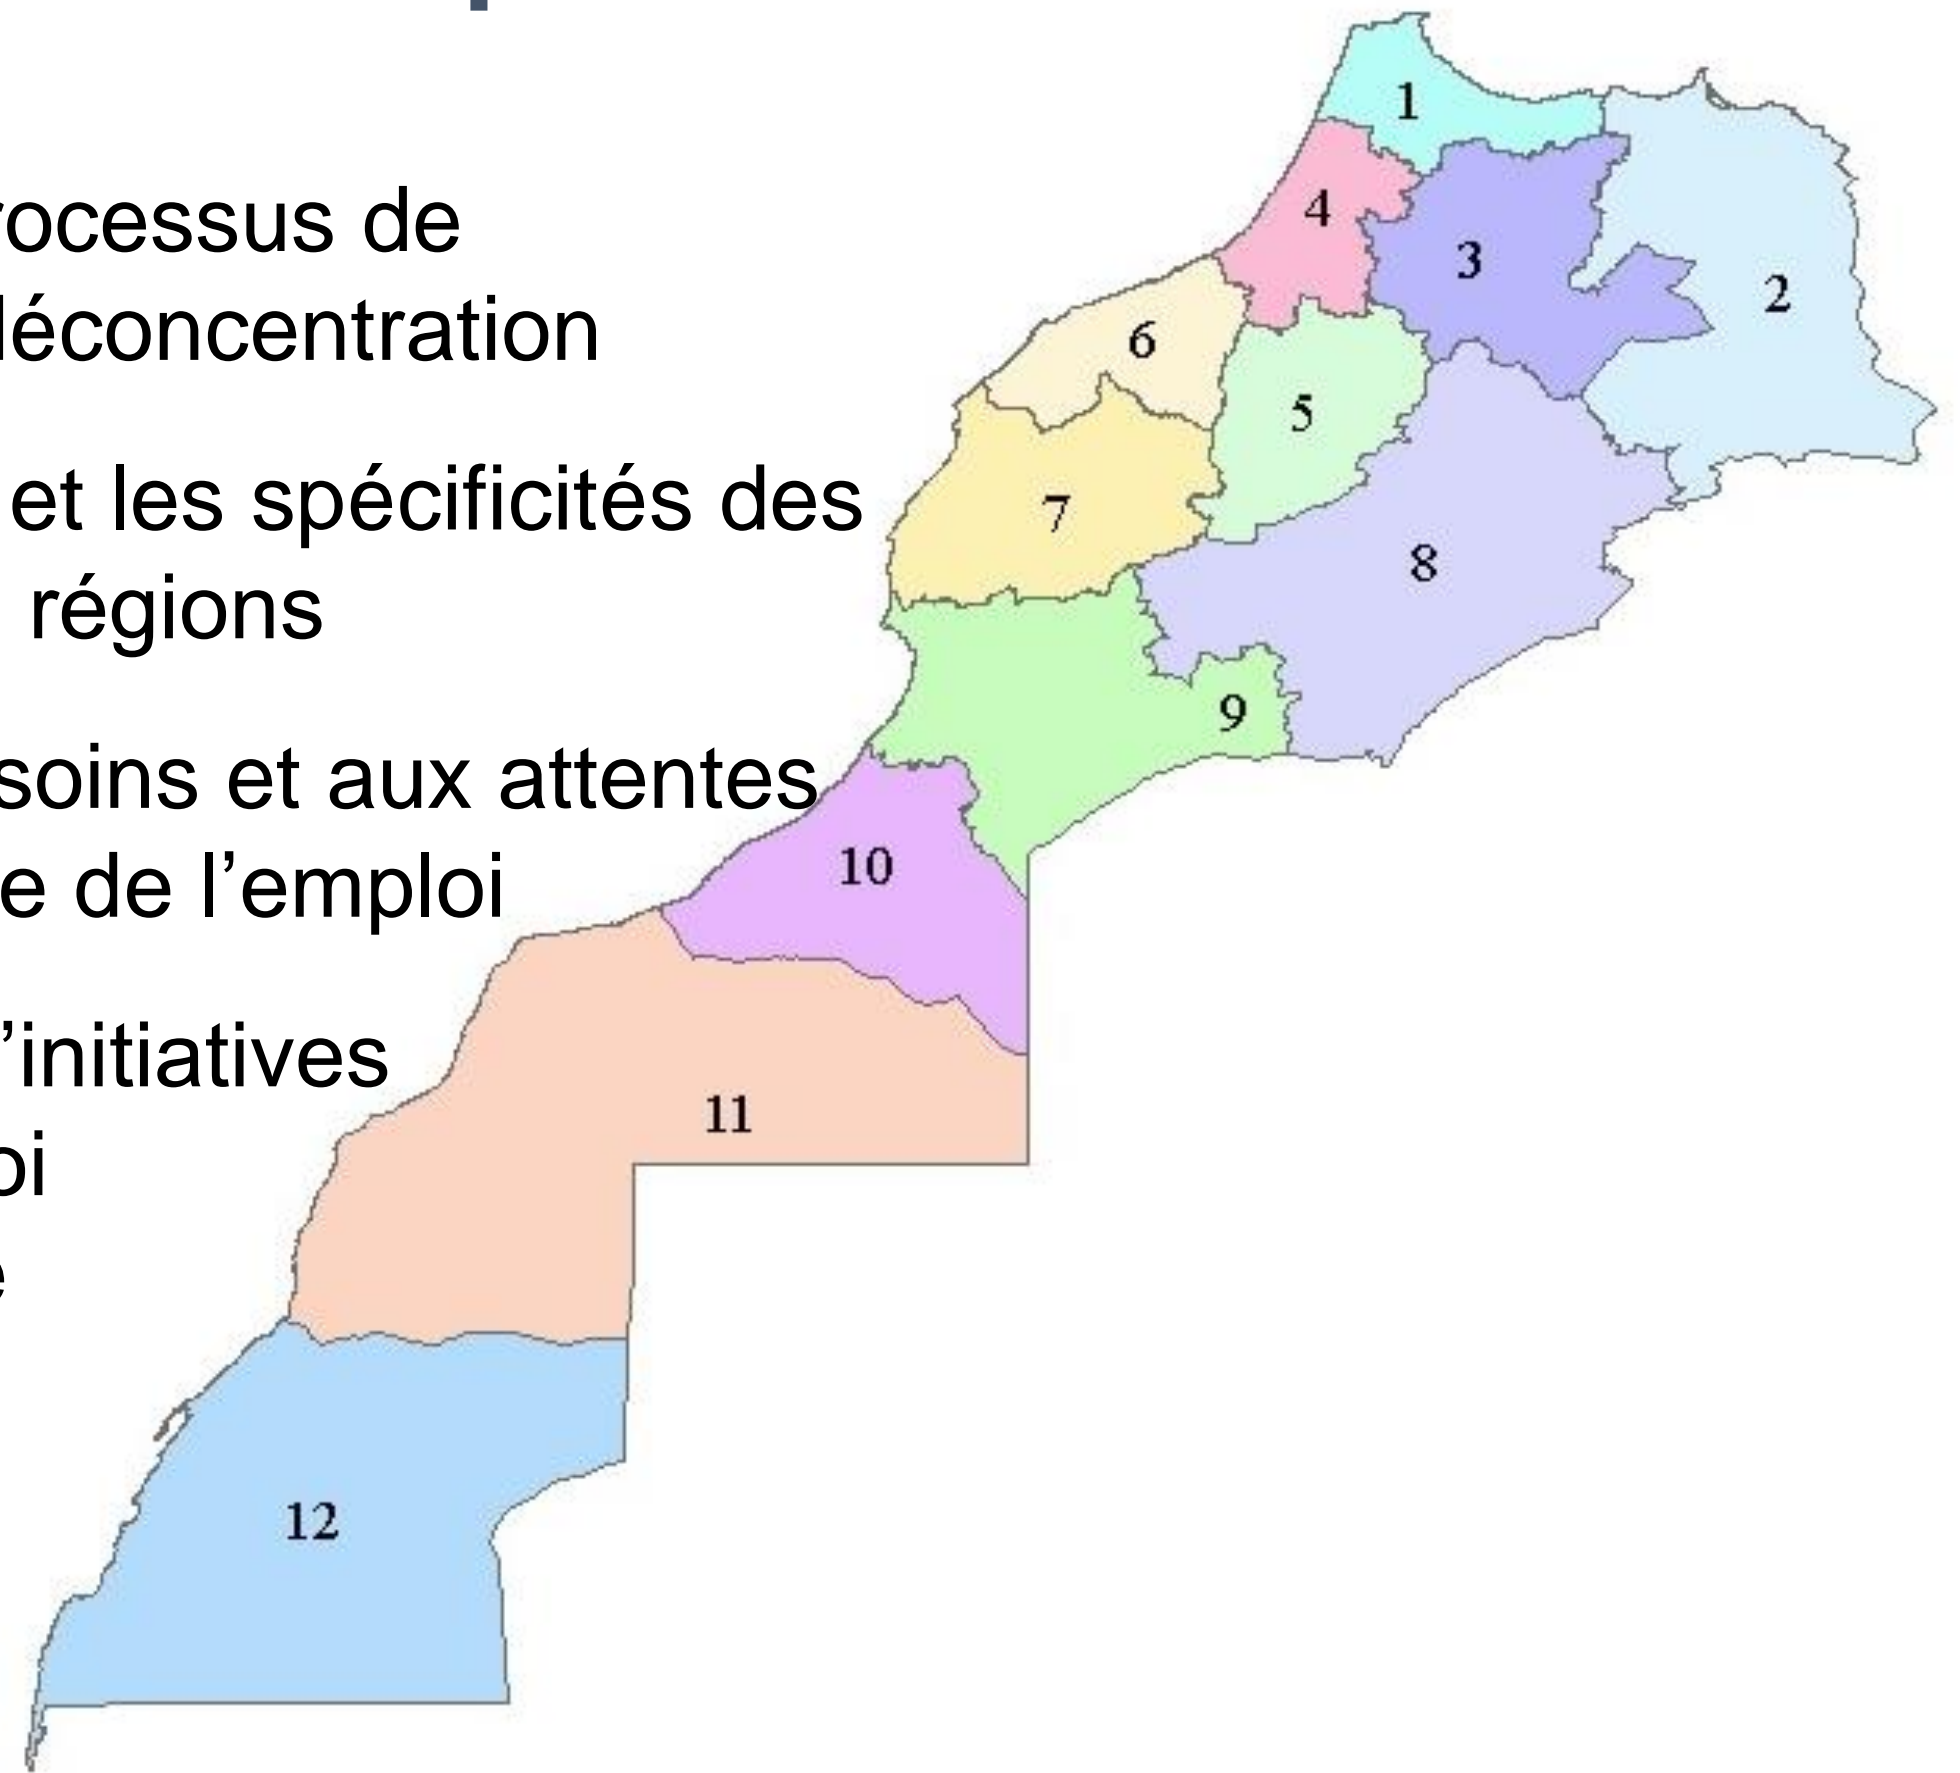 rocessus de
déconcentration
et les spécificités des
régions
soins et aux attentes
e de l’emploi
’initiatives
oi
e
1
2
3
4
5
6
7
8
9
10
11
12